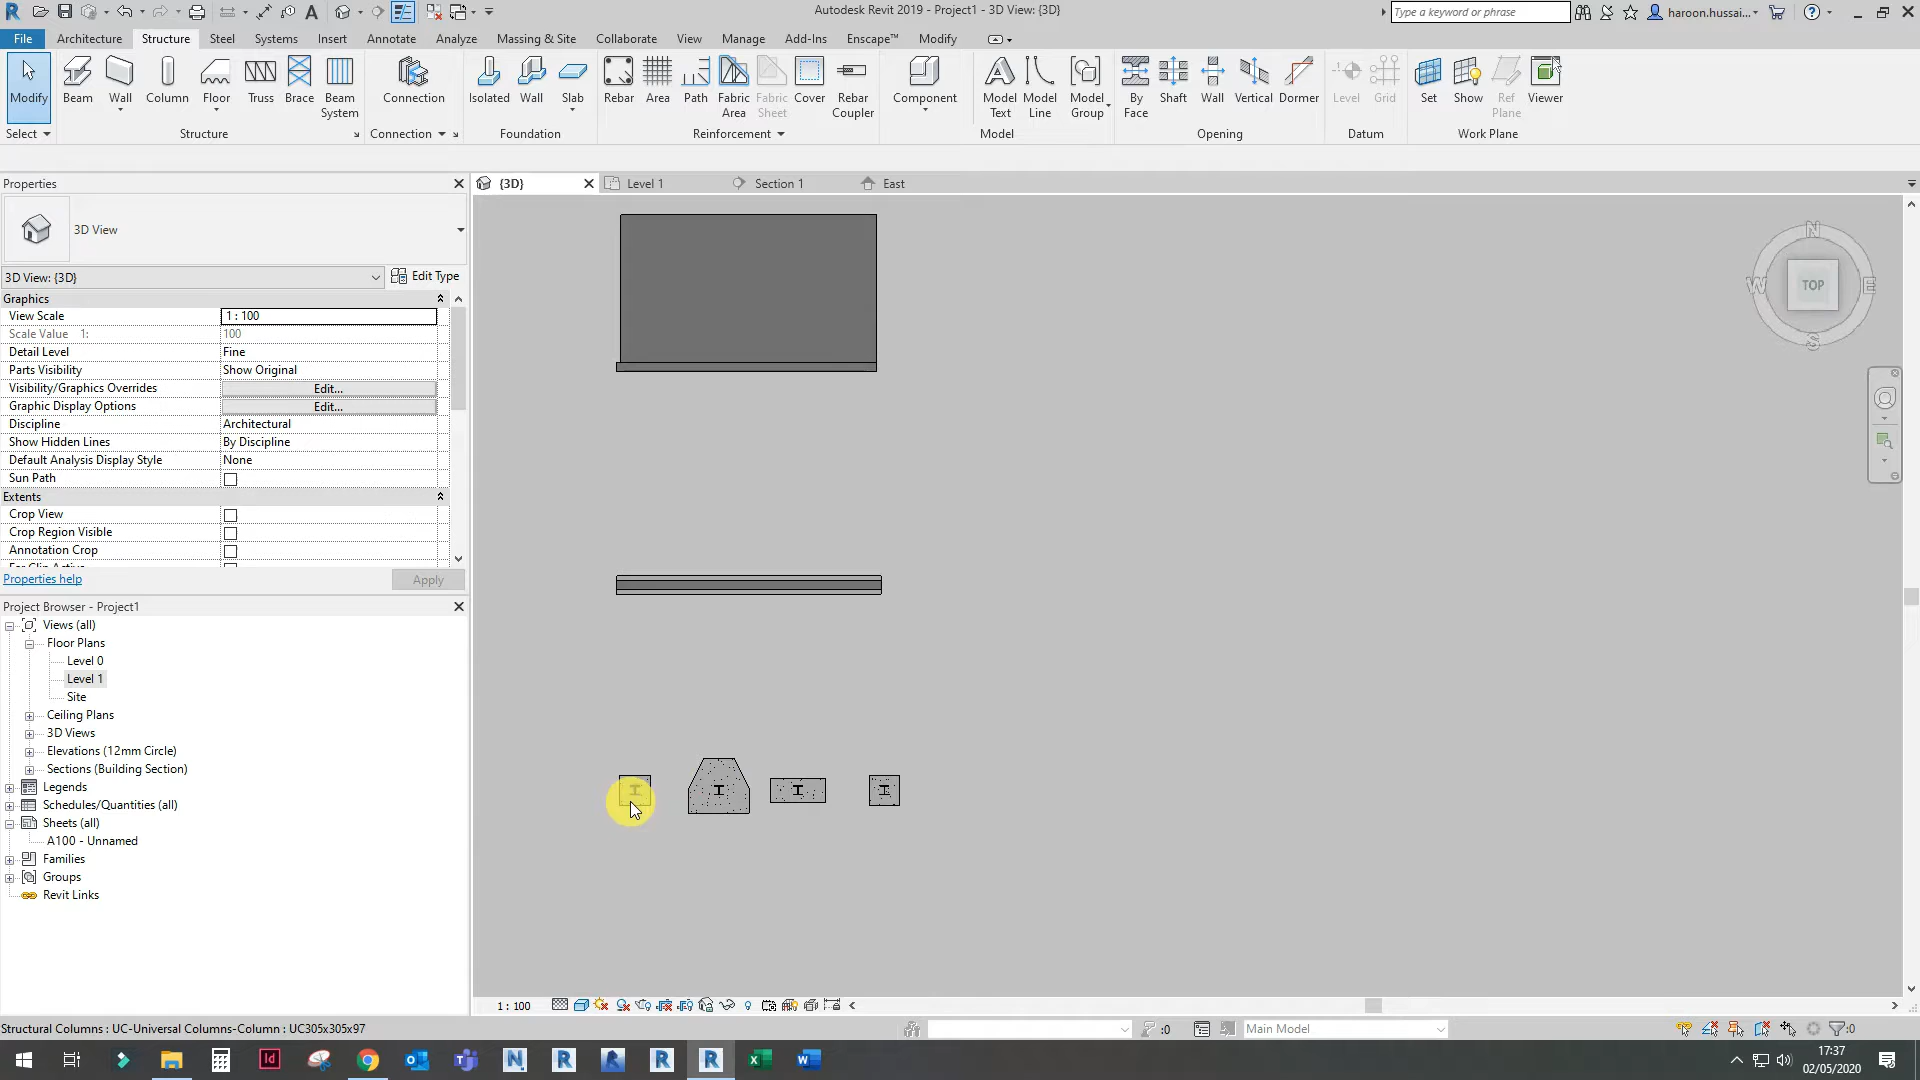 Autodesk Revit 2019 - Project1 - 3D View: {3D}
Type a keyword or phrase
haroon.hussai...
File Architecture Structure Steel Systems Insert Annotate Analyze Massing & Site Collaborate View Manage Add-Ins Enscape™ Modify
Modify Beam Wall Column Floor Truss Brace Beam System Connection Isolated Wall Slab Rebar Area Path Fabric Area Fabric Sheet Cover Rebar Coupler Component Model Text Model Line Model Group By Face Shaft Wall Vertical Dormer Level Grid Set Show Ref Plane Viewer
Select Structure Connection Foundation Reinforcement Model Opening Datum Work Plane
Properties
{3D} Level 1 Section 1 East
3D View
3D View: {3D} Edit Type
Graphics
View Scale 1 : 100
Scale Value 1: 100
Detail Level Fine
Parts Visibility Show Original
Visibility/Graphics Overrides Edit...
Graphic Display Options Edit...
Discipline Architectural
Show Hidden Lines By Discipline
Default Analysis Display Style None
Sun Path
Extents
Crop View
Crop Region Visible
Annotation Crop
Properties help Apply
Project Browser - Project1
Views (all)
Floor Plans
Level 0
Level 1
Site
Ceiling Plans
3D Views
Elevations (12mm Circle)
Sections (Building Section)
Legends
Schedules/Quantities (all)
Sheets (all)
A100 - Unnamed
Families
Groups
Revit Links
N
W TOP E
S
1 : 100
Structural Columns : UC-Universal Columns-Column : UC305x305x97
:0
Main Model
:0
17:37
02/05/2020